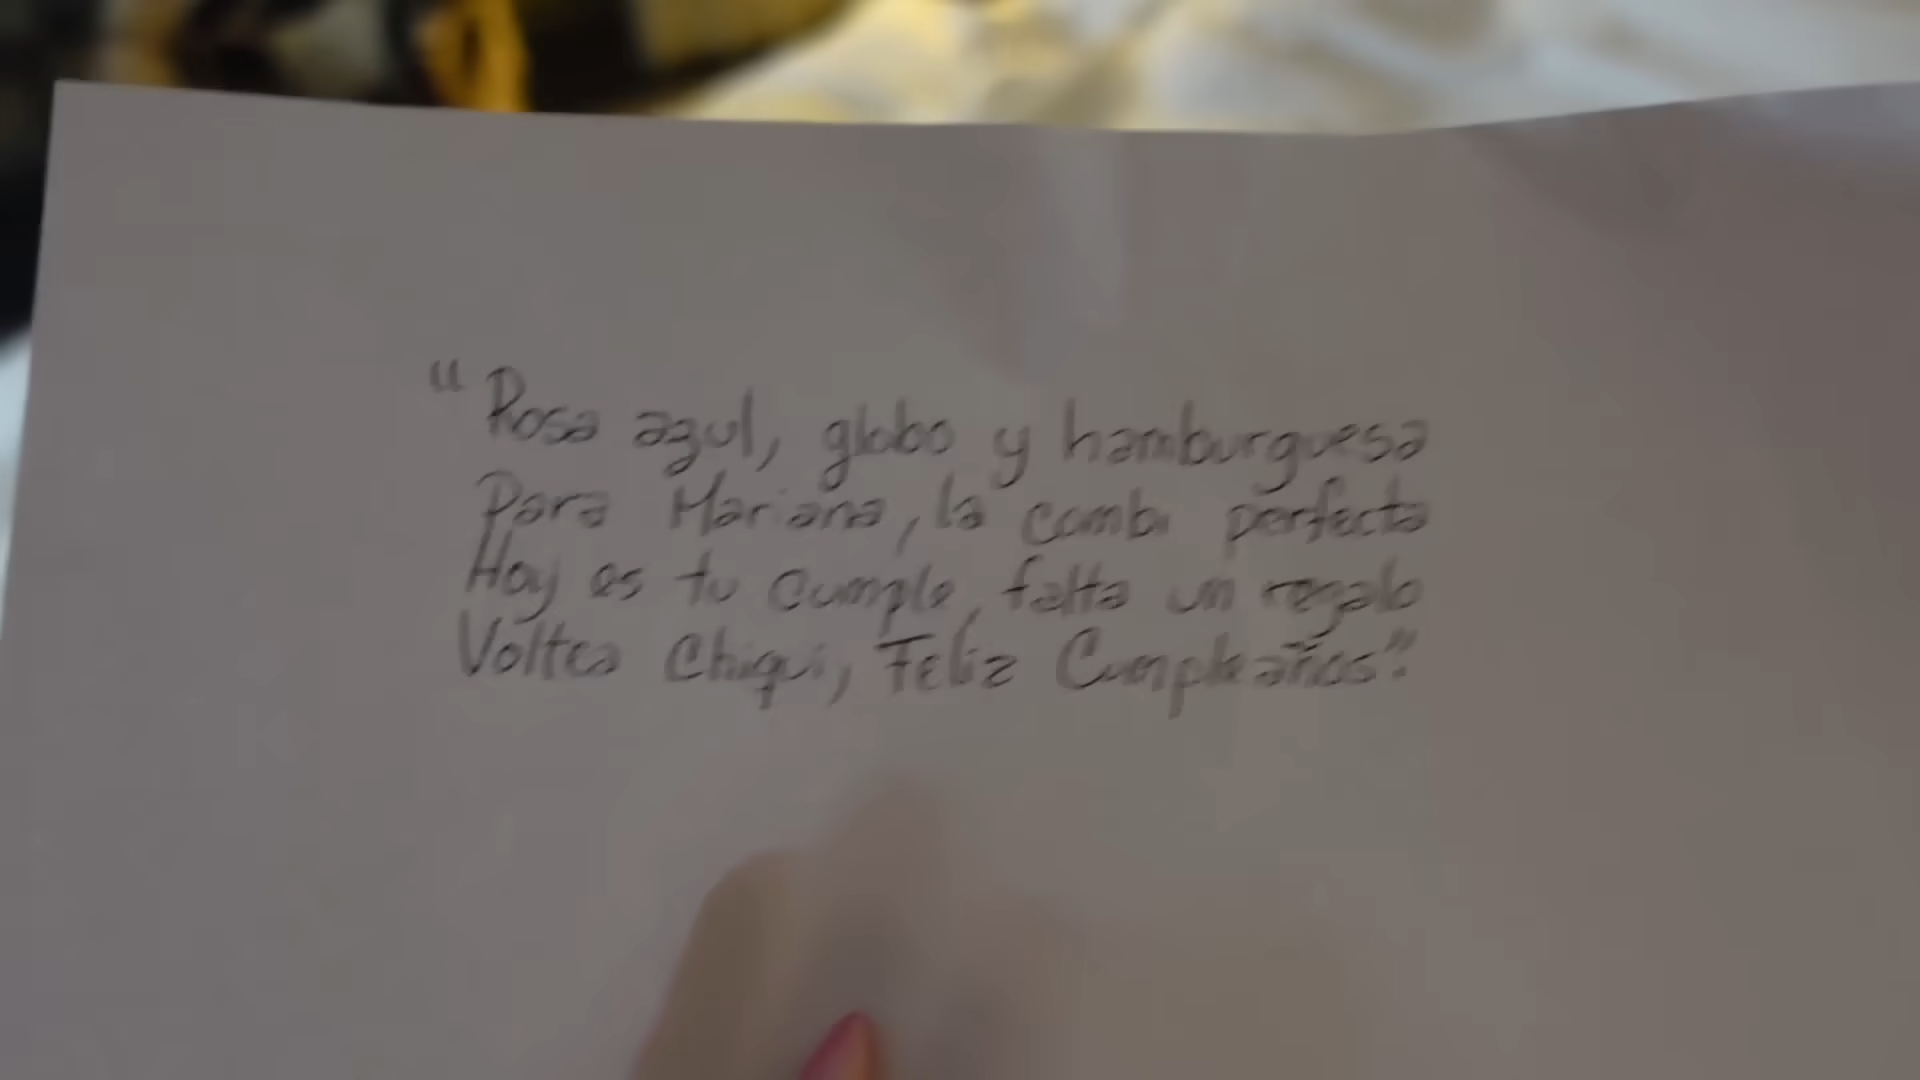 “Rosa azul, globo y hamburguesa
Para Mariana, la combi perfecta
Hoy es tu cumple, falta un regalo
Voltea Chiqui, Feliz Cumpleaños”.